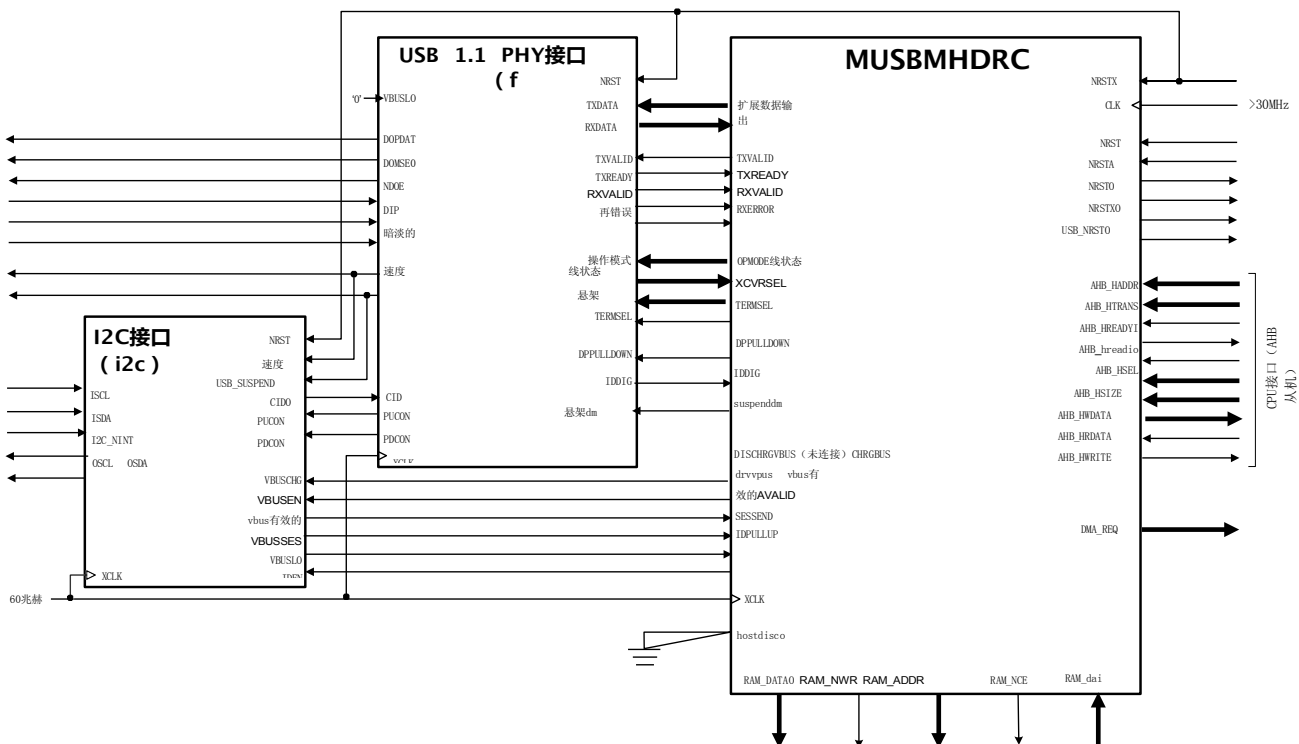 USB 1.1 PHY接口
(f
MUSBMHDRC
NRST
'0'
VBUSLO
TXDATA
RXDATA
DOPDAT
DOMSEO
NDOE
DIP
暗淡的
速度
TXVALID
TXREADY
RXVALID
再错误
操作模式
线状态
悬架
TERMSEL
DPPULLDOWN
IDDIG
悬架dm
CID
PUCON
PDCON
扩展数据输
出
TXVALID
TXREADY
RXVALID
RXERROR
OPMODE线状态
XCVRSEL
TERMSEL
DPPULLDOWN
IDDIG
suspenddm
DISCHRGVBUS（未连接）CHRGBUS
drvvpus vbus有
效的AVALID
SESSEND
IDPULLUP
XCLK
hostdisco
NRSTX
CLK
>30MHz
NRST
NRSTA
NRSTO
NRSTXO
USB_NRSTO
AHB_HADDR
AHB_HTRANS
AHB_HREADYI
AHB_hreadio
AHB_HSEL
AHB_HSIZE
AHB_HWDATA
AHB_HRDATA
AHB_HWRITE
CPU接口（AHB
从机）
DMA_REQ
RAM_DATAO RAM_NWR RAM_ADDR
RAM_NCE
RAM_dai
I2C接口
（i2c）
NRST
速度
USB_SUSPEND
CIDO
PUCON
PDCON
ISCL
ISDA
I2C_NINT
OSCL OSDA
VBUSCHG
VBUSEN
vbus有效的
VBUSSES
VBUSLO
XCLK
60兆赫